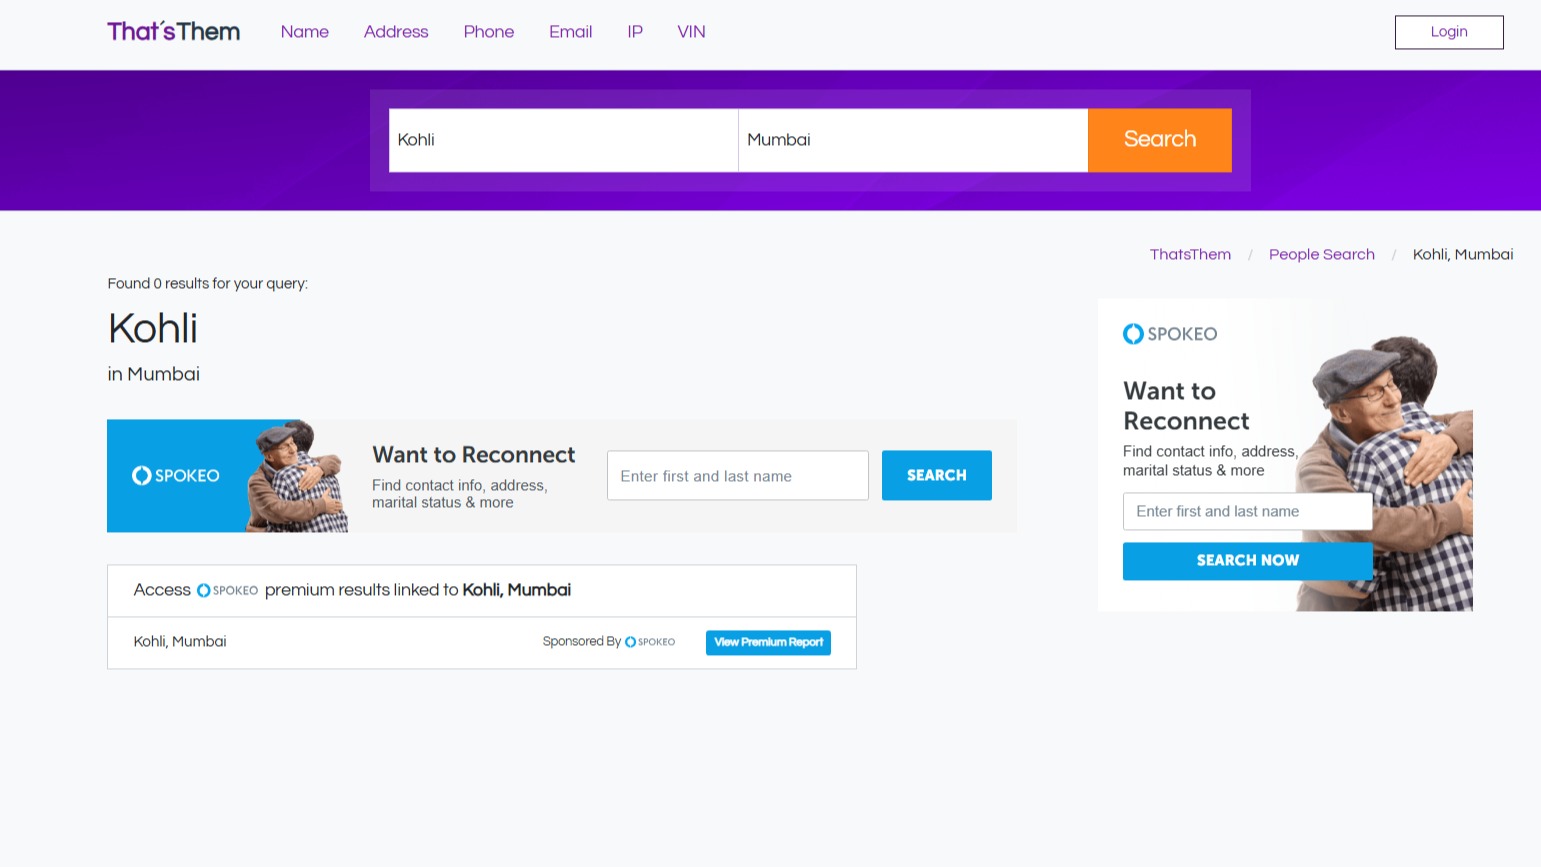 That´sThem
Name
Address
Phone
Email
IP
VIN
Login
Kohli
Mumbai
Search
ThatsThem / People Search / Kohli, Mumbai
Found 0 results for your query:
Kohli
in Mumbai
SPOKEO
Want to Reconnect
Find contact info, address,
marital status & more
Enter first and last name
SEARCH
Access SPOKEO premium results linked to Kohli, Mumbai
Kohli, Mumbai
Sponsored By SPOKEO
View Premium Report
SPOKEO
Want to
Reconnect
Find contact info, address,
marital status & more
Enter first and last name
SEARCH NOW